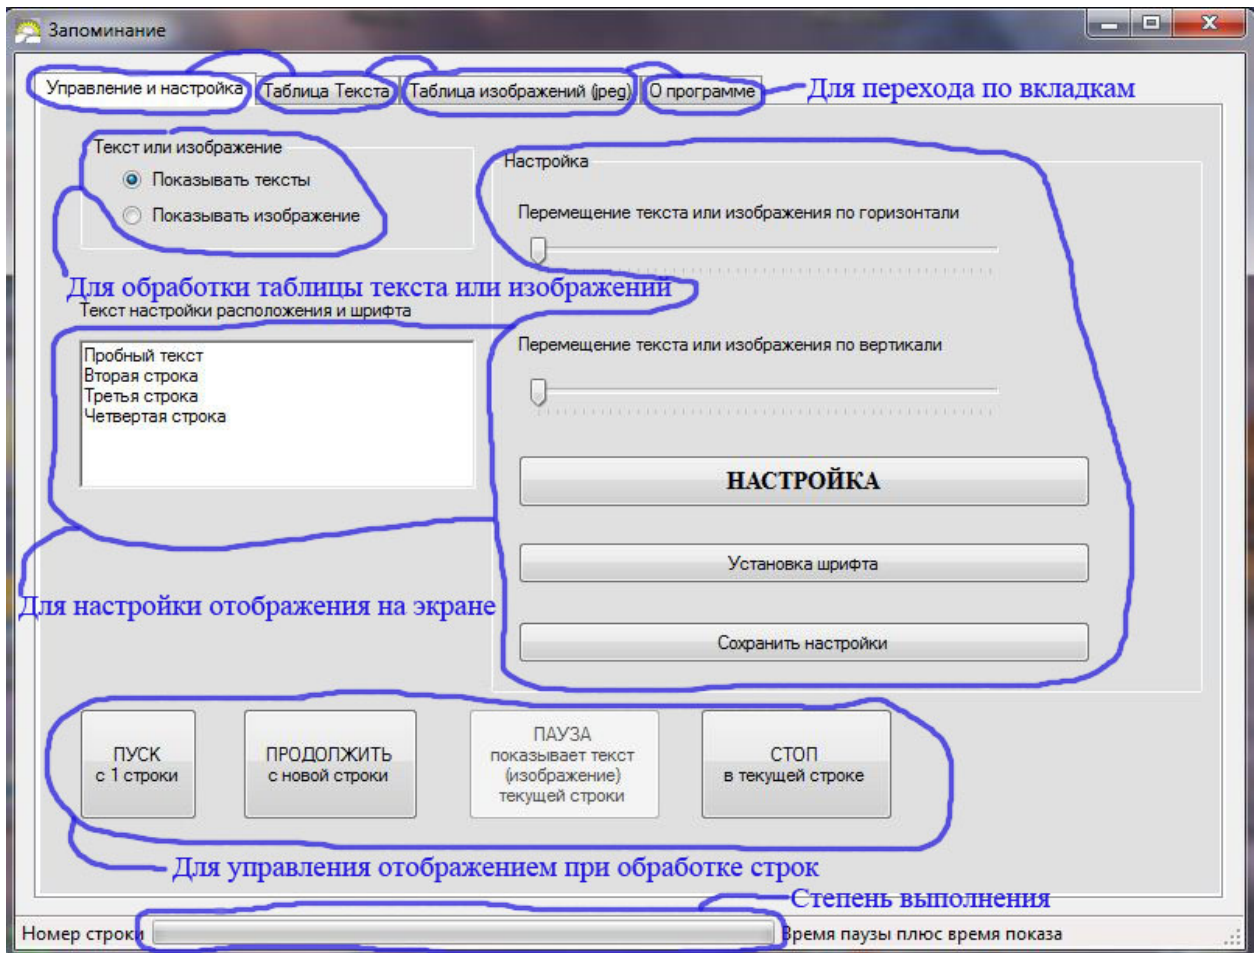 Запоминание
Управление и настройка Таблица Текста Таблица изображений (jpeg) О программе Для перехода по вкладкам
Текст или изображение
Показывать тексты
Показывать изображение
Настройка
Перемещение текста или изображения по горизонтали
Для обработки таблицы текста или изображений
Текст настройки расположения и шрифта
Пробный текст
Вторая строка
Третья строка
Четвертая строка
Перемещение текста или изображения по вертикали
НАСТРОЙКА
Установка шрифта
Сохранить настройки
Для настройки отображения на экране
ПУСК
с 1 строки
ПРОДОЛЖИТЬ
с новой строки
ПАУЗА
показывает текст
(изображение)
текущей строки
СТОП
в текущей строке
Для управления отображением при обработке строк
Степень выполнения
Номер строки Время паузы плюс время показа